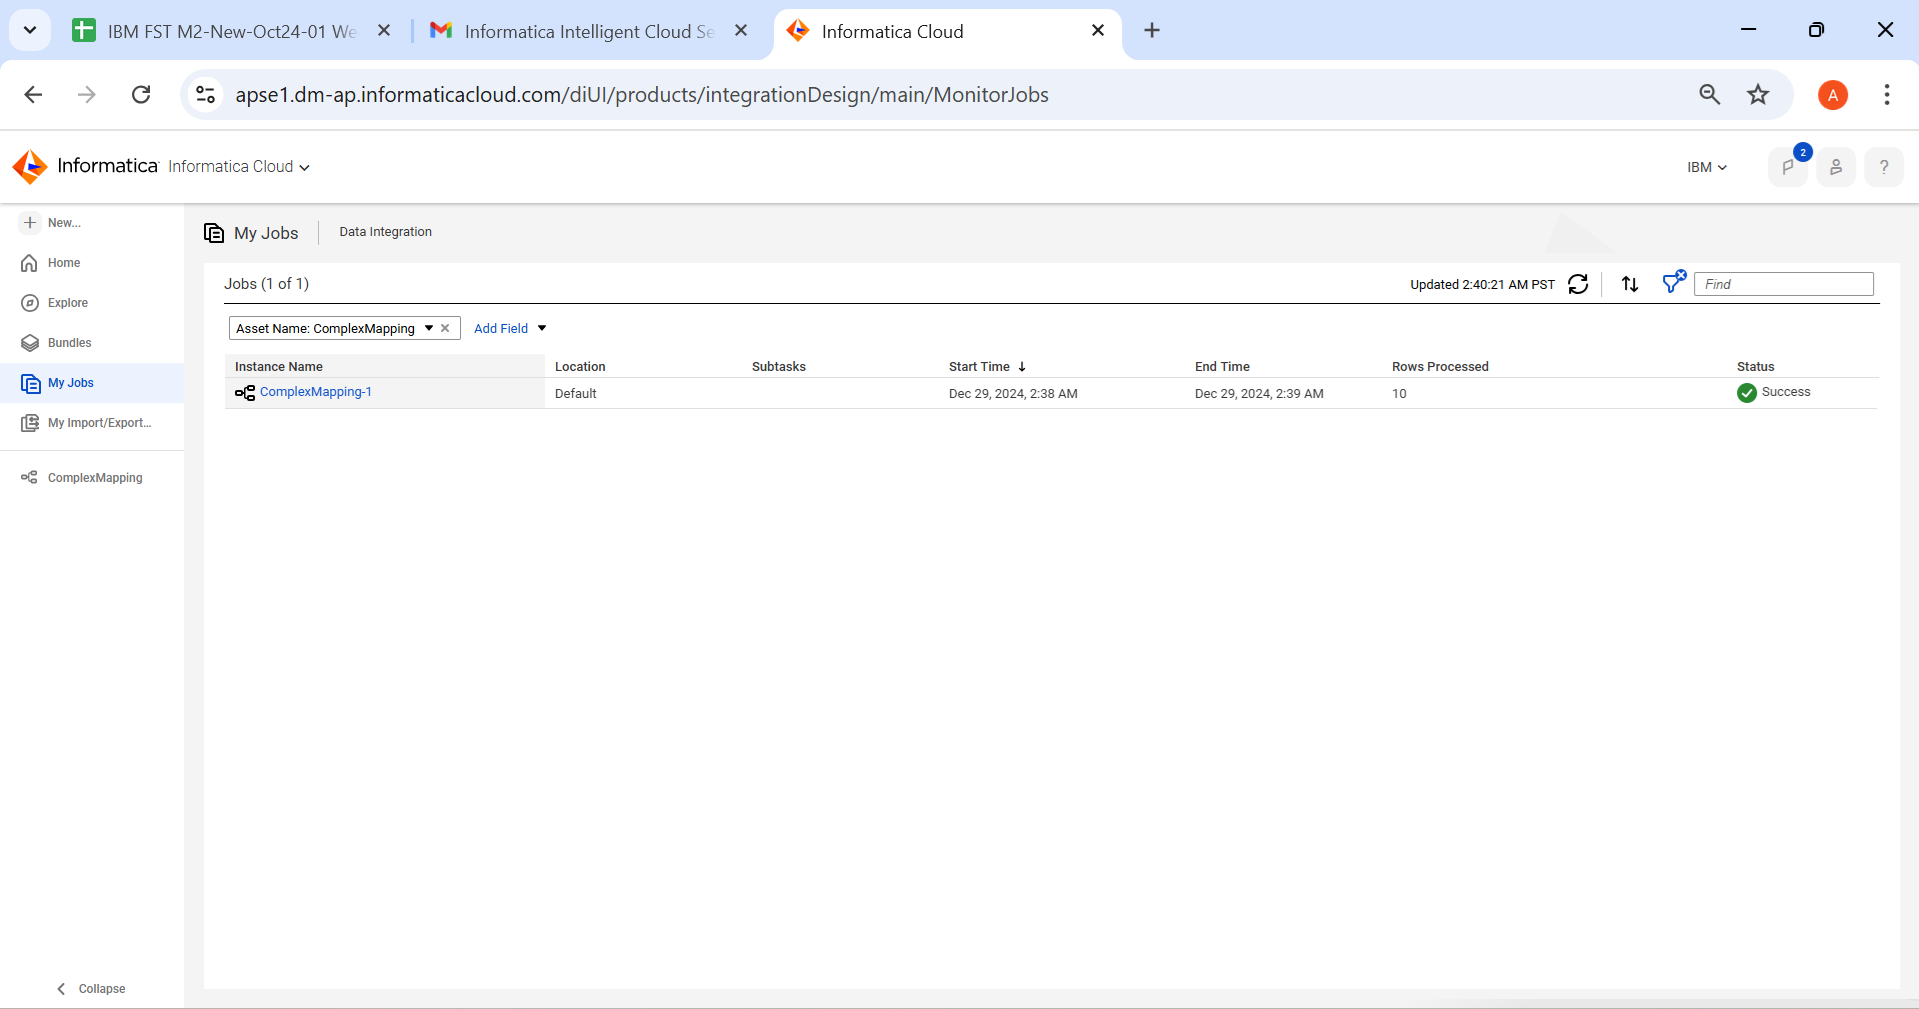 IBM FST M2-New-Oct24-01 We
Informatica Intelligent Cloud Se
Informatica Cloud
apse1.dm-ap.informaticacloud.com/diUI/products/integrationDesign/main/MonitorJobs
A
Informatica Informatica Cloud
IBM
2
?
New...
Home
Explore
Bundles
My Jobs
My Import/Export...
ComplexMapping
Collapse
My Jobs
Data Integration
Jobs (1 of 1)
Updated 2:40:21 AM PST
Find
Asset Name: ComplexMapping
Add Field
Instance Name Location Subtasks Start Time End Time Rows Processed Status
ComplexMapping-1 Default Dec 29, 2024, 2:38 AM Dec 29, 2024, 2:39 AM 10 Success